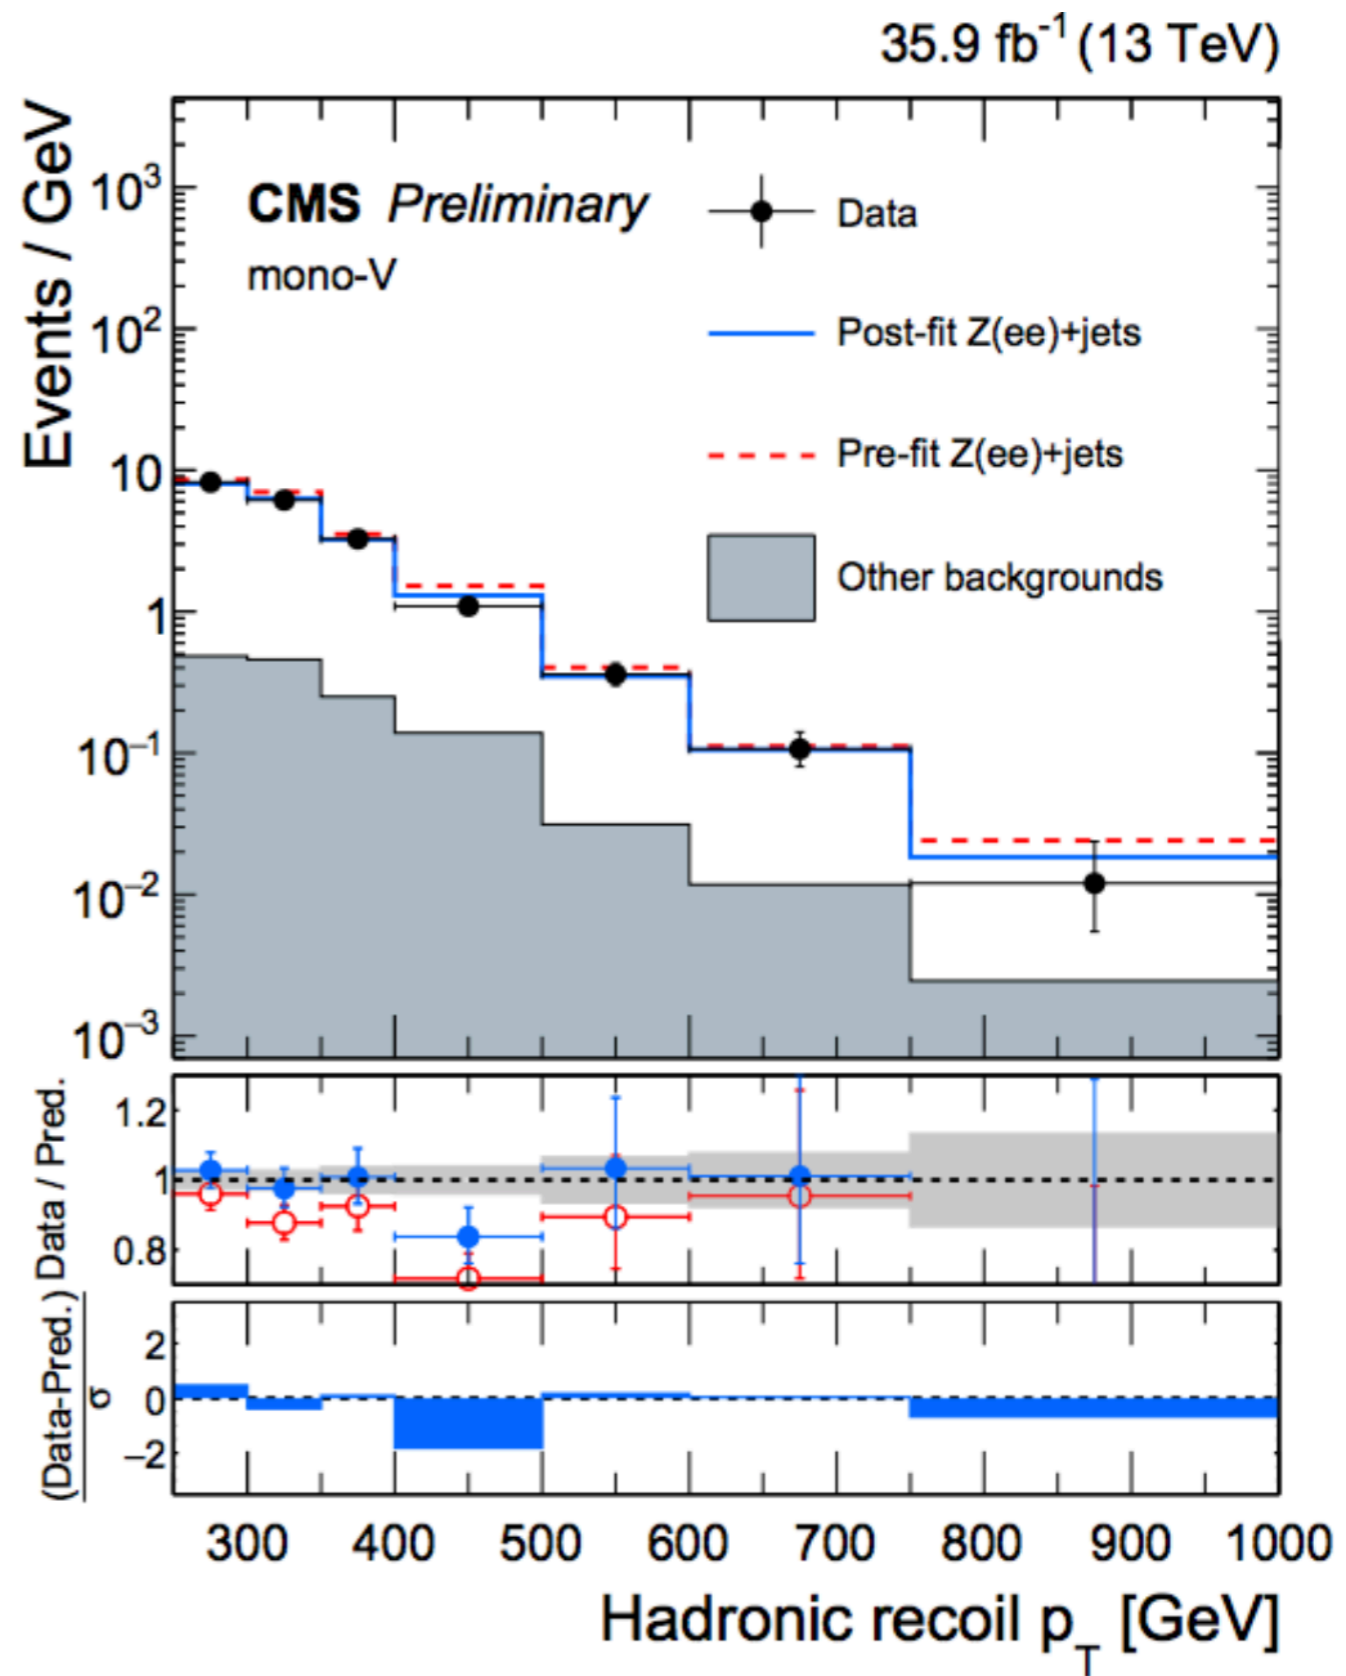 35.9 fb⁻¹ (13 TeV)
Events / GeV
10³
10²
10
1
10⁻¹
10⁻²
10⁻³
CMS Preliminary
mono-V
Data
Post-fit Z(ee)+jets
Pre-fit Z(ee)+jets
Other backgrounds
Data / Pred.
1.2
1
0.8
(Data-Pred.)
σ
2
0
−2
300 400 500 600 700 800 900 1000
Hadronic recoil p_T [GeV]